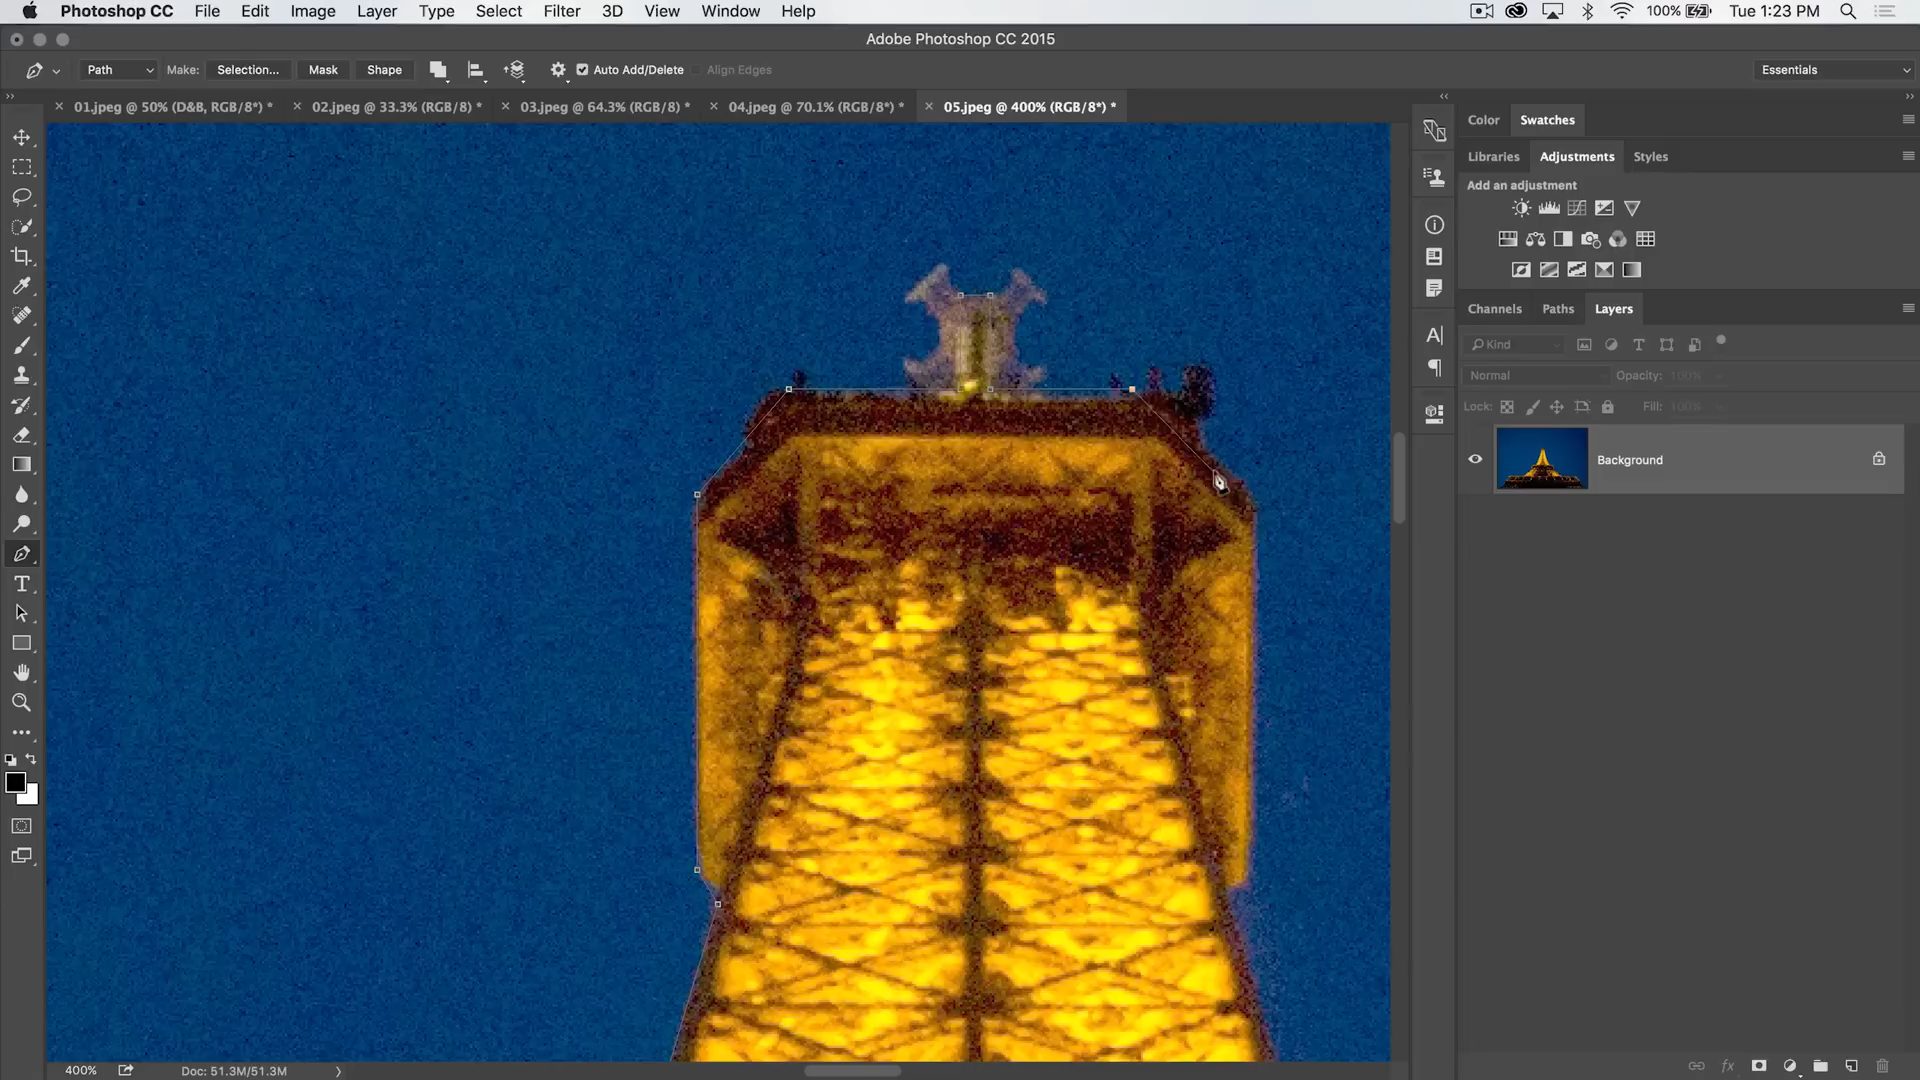 Photoshop CC File Edit Image Layer Type Select Filter 3D View Window Help 100% Tue 1:23 PM
Adobe Photoshop CC 2015
Path Make: Selection... Mask Shape Auto Add/Delete Align Edges Essentials
01.jpeg @ 50% (D&B, RGB/8*) * 02.jpeg @ 33.3% (RGB/8) * 03.jpeg @ 64.3% (RGB/8) * 04.jpeg @ 70.1% (RGB/8*) * 05.jpeg @ 400% (RGB/8*) *
Color Swatches
Libraries Adjustments Styles
Add an adjustment
Channels Paths Layers
Kind
Normal Opacity: 100%
Lock: Fill: 100%
Background
400% Doc: 51.3M/51.3M